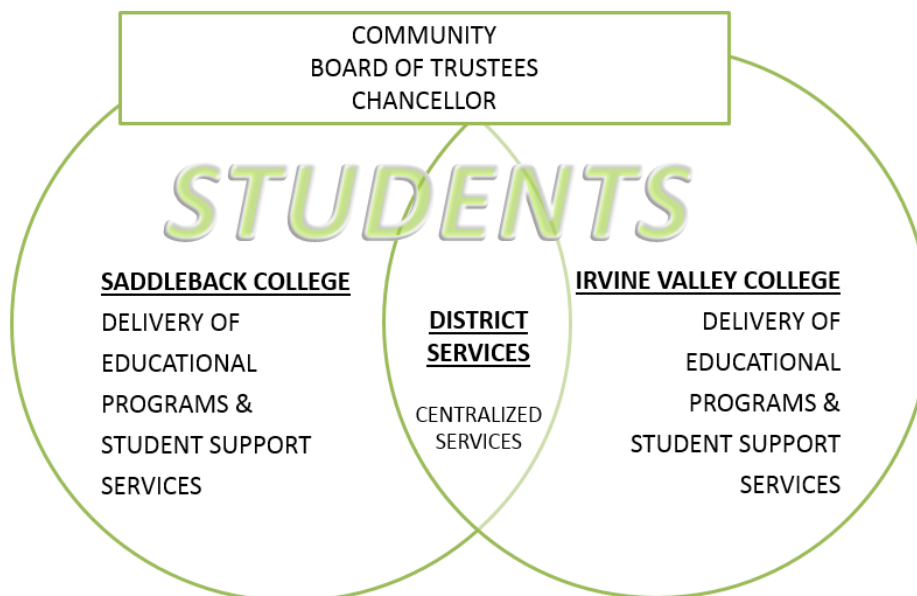 COMMUNITY
BOARD OF TRUSTEES
CHANCELLOR
STUDENTS
SADDLEBACK COLLEGE
DELIVERY OF
EDUCATIONAL
PROGRAMS &
STUDENT SUPPORT
SERVICES
DISTRICT
SERVICES
CENTRALIZED
SERVICES
IRVINE VALLEY COLLEGE
DELIVERY OF
EDUCATIONAL
PROGRAMS &
STUDENT SUPPORT
SERVICES